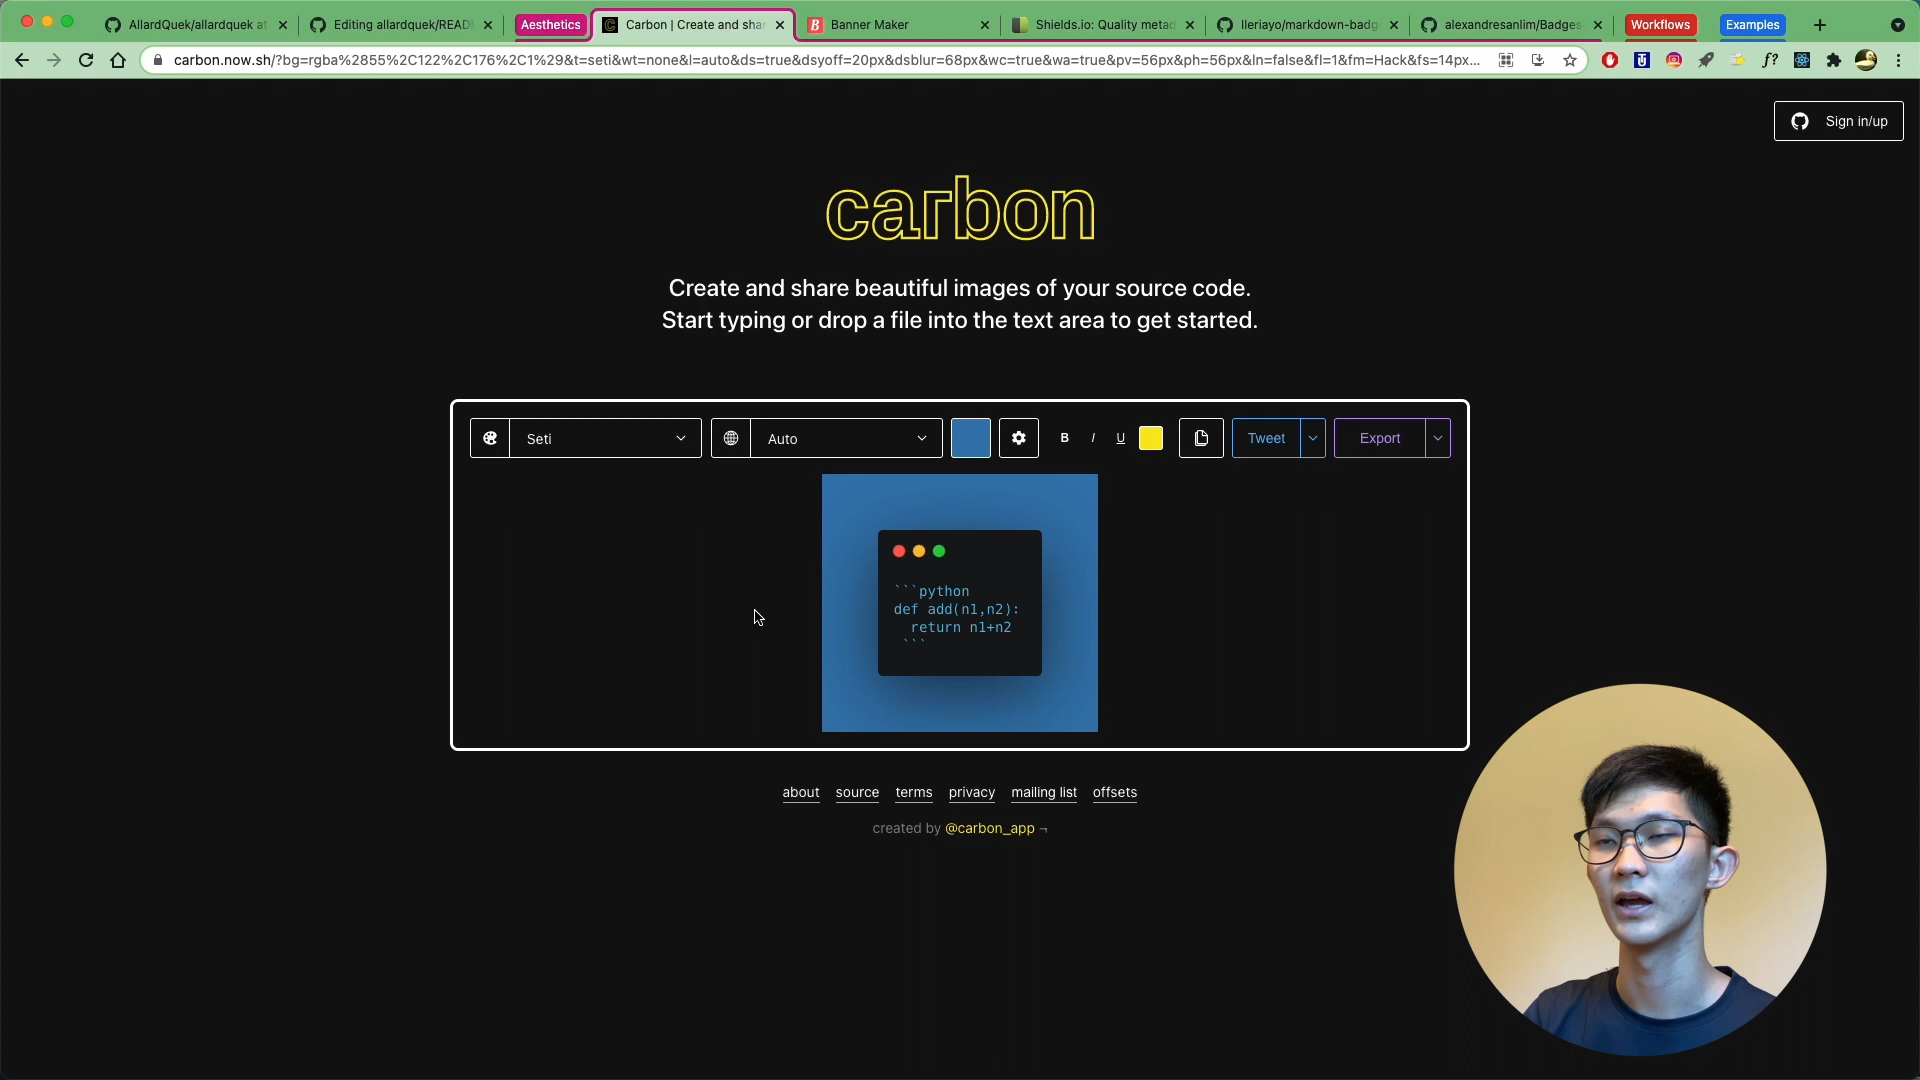 AllardQuek/allardquek at
Editing allardquek/READ
Aesthetics
Carbon | Create and shar
Banner Maker
Shields.io: Quality metad
Ileriayo/markdown-badg
alexandresanlim/Badges
Workflows
Examples
carbon.now.sh/?bg=rgba%2855%2C122%2C176%2C1%29&t=seti&wt=none&l=auto&ds=true&dsyoff=20px&dsblur=68px&wc=true&wa=true&pv=56px&ph=56px&ln=false&fl=1&fm=Hack&fs=14px...
Sign in/up
carbon
Create and share beautiful images of your source code.
Start typing or drop a file into the text area to get started.
Seti
Auto
B I U
Tweet
Export
```python
def add(n1,n2):
  return n1+n2
 ```
about source terms privacy mailing list offsets
created by @carbon_app ¬